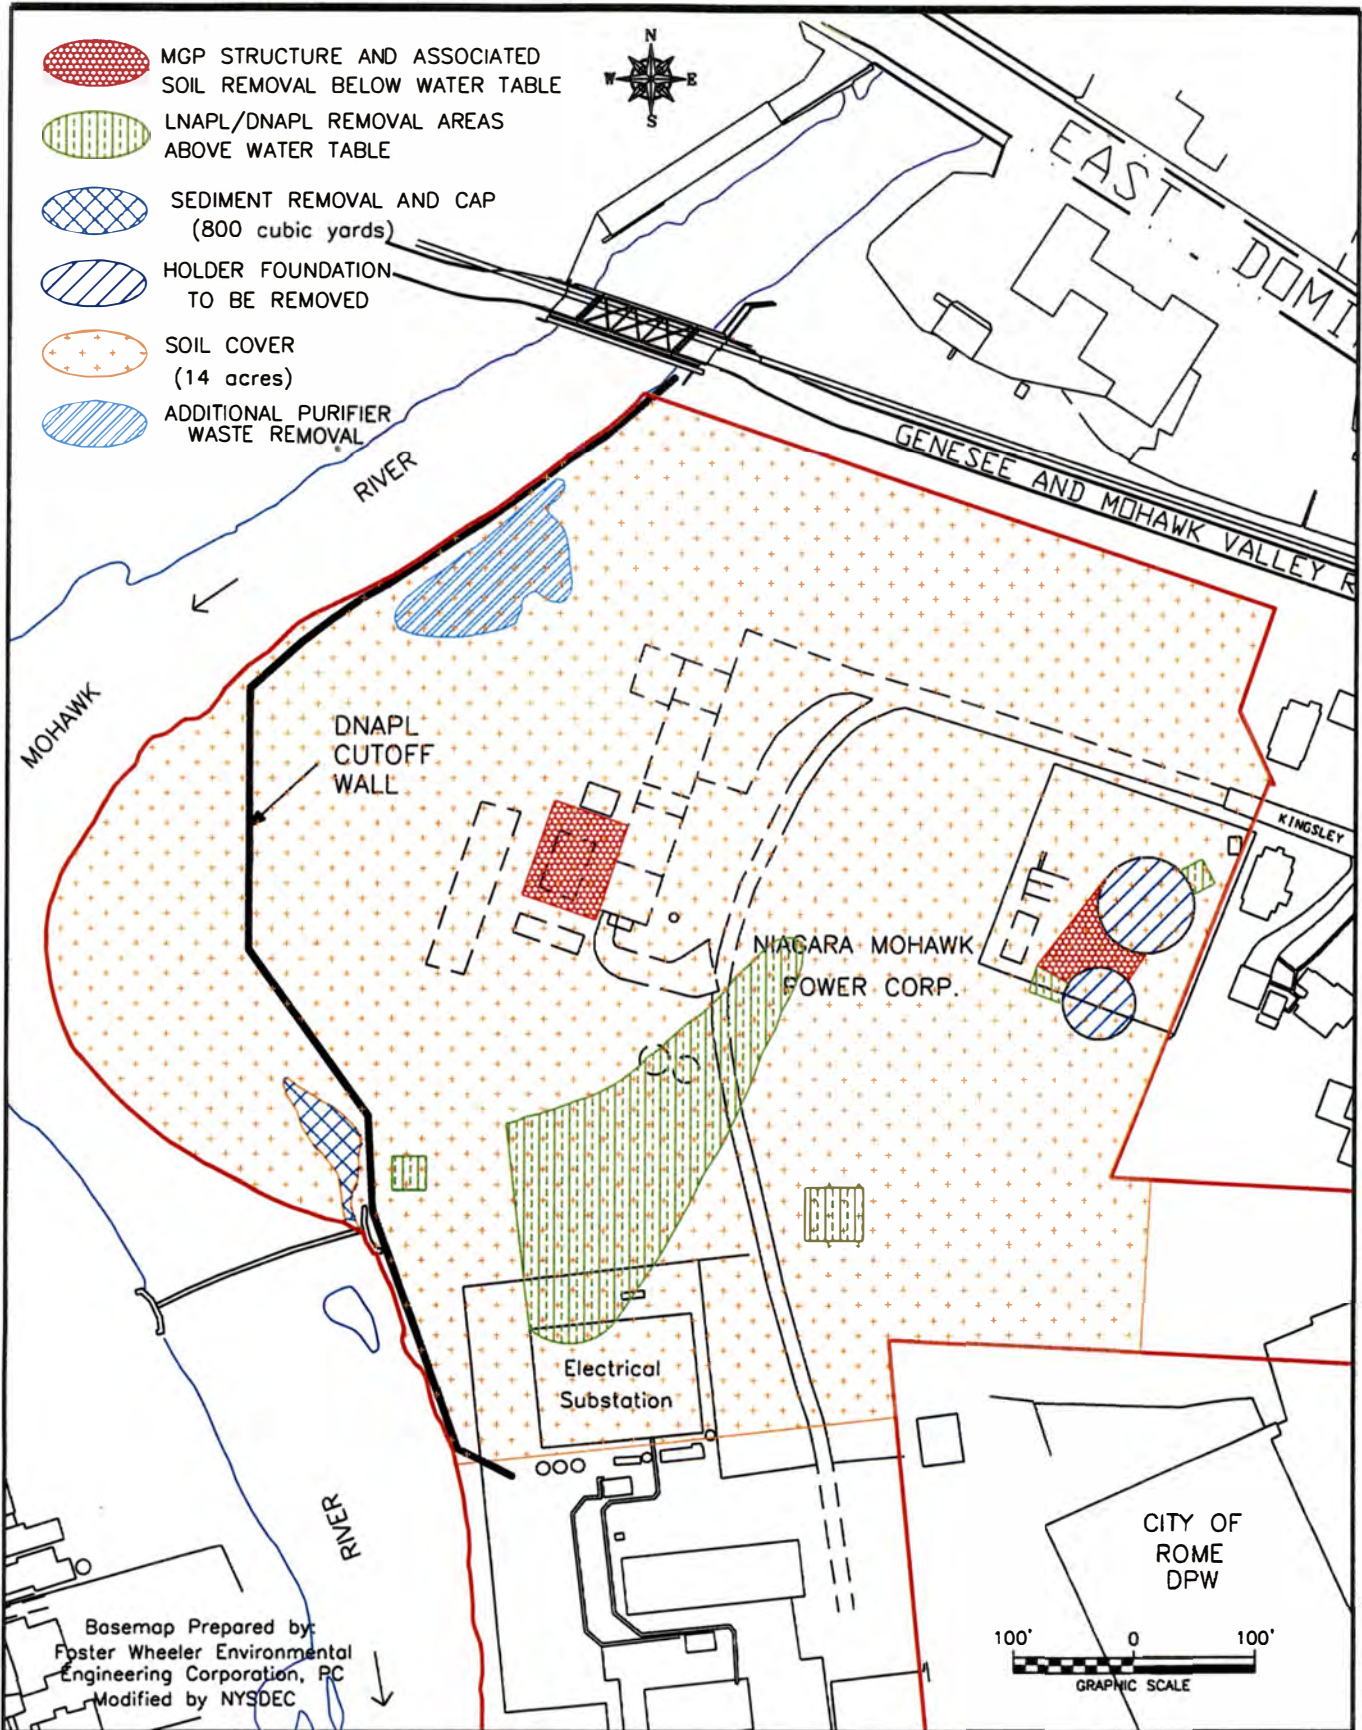 MGP STRUCTURE AND ASSOCIATED
SOIL REMOVAL BELOW WATER TABLE
LNAPL/DNAPL REMOVAL AREAS
ABOVE WATER TABLE
SEDIMENT REMOVAL AND CAP
(800 cubic yards)
HOLDER FOUNDATION
TO BE REMOVED
SOIL COVER
(14 acres)
ADDITIONAL PURIFIER
WASTE REMOVAL
N
W E
S
EAST DOMI
GENESEE AND MOHAWK VALLEY R
RIVER
MOHAWK
DNAPL
CUTOFF
WALL
KINGSLEY
NIAGARA MOHAWK
POWER CORP.
Electrical
Substation
RIVER
CITY OF
ROME
DPW
100' 0 100'
GRAPHIC SCALE
Basemap Prepared by:
Foster Wheeler Environmental
Engineering Corporation, PC
Modified by NYSDEC